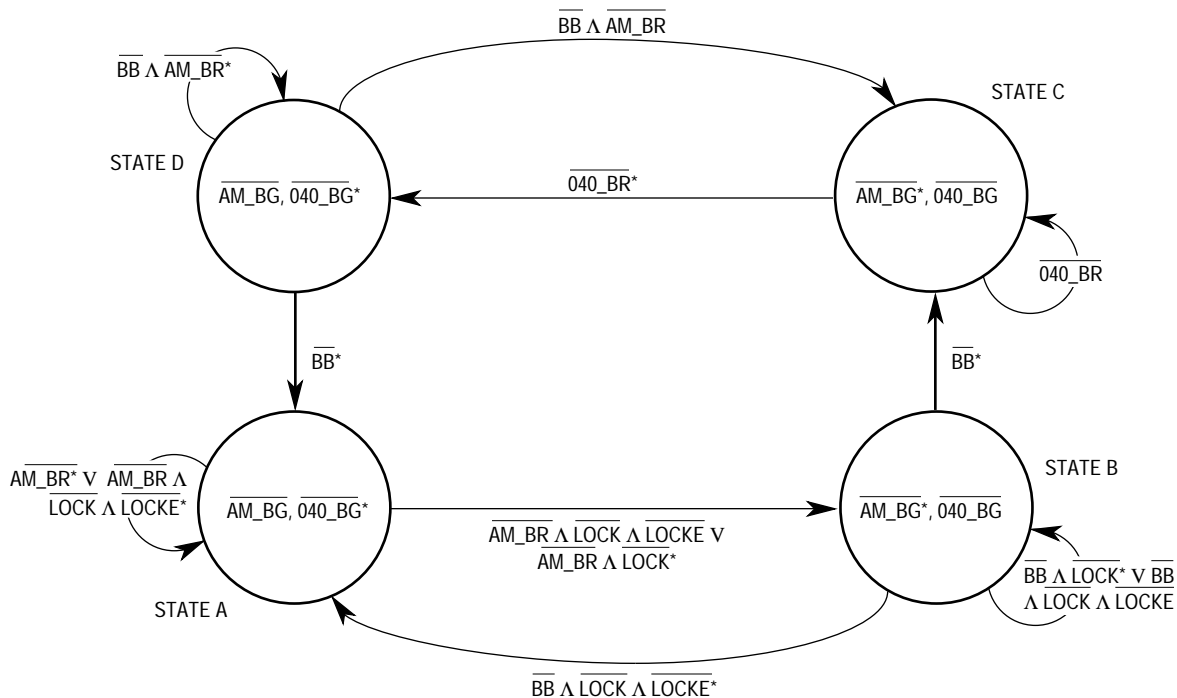 BB Λ AM_BR
BB Λ AM_BR*
STATE C
STATE D
040_BR*
AM_BG, 040_BG*
AM_BG*, 040_BG
040_BR
BB*
BB*
AM_BR* V AM_BR Λ
LOCK Λ LOCKE*
STATE B
AM_BG, 040_BG*
AM_BG*, 040_BG
AM_BR Λ LOCK Λ LOCKE V
AM_BR Λ LOCK*
BB Λ LOCK* V BB
Λ LOCK Λ LOCKE
STATE A
BB Λ LOCK Λ LOCKE*